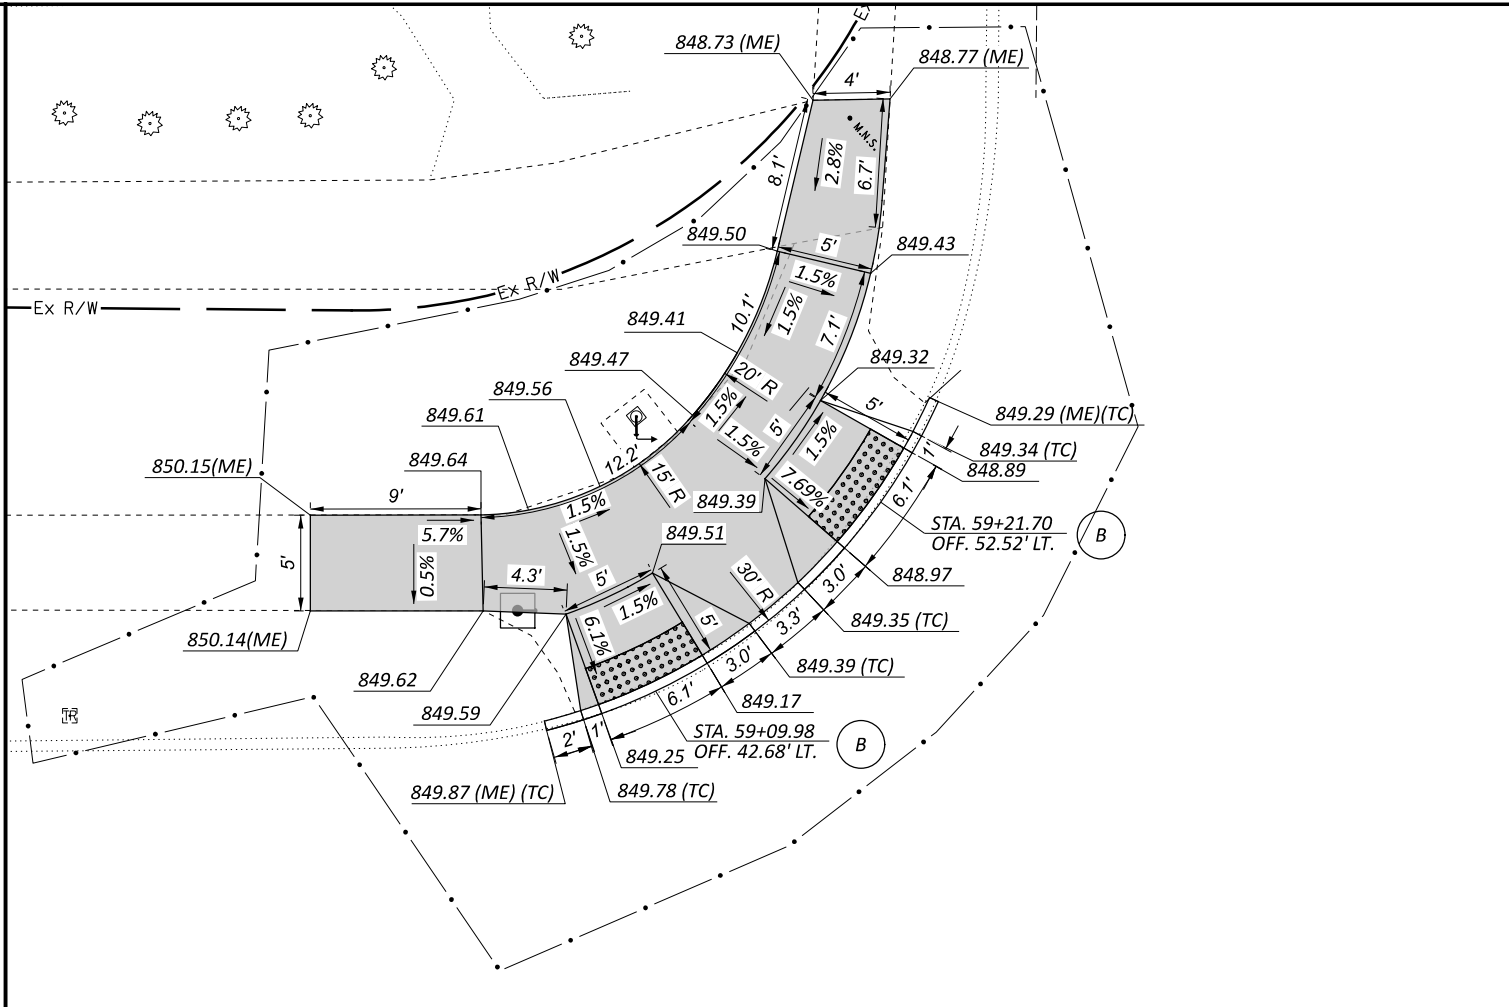 Ex
848.73 (ME)
848.77 (ME)
4'
M.N.S.
2.8%
6.7'
8.1'
849.50
849.43
5'
1.5%
1.5%
Ex R/W
Ex R/W
10.1'
7.1'
849.41
849.32
849.47
20' R
5'
849.56
1.5%
849.61
1.5%
5'
1.5%
849.29 (ME)(TC)
1'
849.34 (TC)
848.89
850.15(ME)
849.64
12.2'
15' R
7.69%
6.1'
9'
849.39
1.5%
STA. 59+21.70
OFF. 52.52' LT.
B
5.7%
849.51
1.5%
5'
0.5%
4.3'
5'
848.97
30' R
3.0'
1.5%
6.1%
5'
3.3'
849.35 (TC)
850.14(ME)
3.0'
849.39 (TC)
849.62
6.1'
849.17
849.59
TR
STA. 59+09.98
OFF. 42.68' LT.
B
2'
1'
849.25
849.87 (ME) (TC)
849.78 (TC)